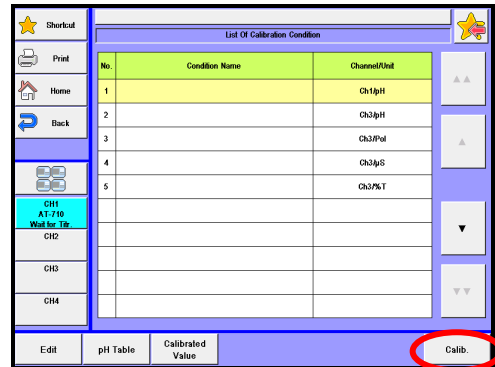 Shortcut
List Of Calibration Condition
Print
Home
Back
No. Condition Name Channel/Unit
1 Ch1/pH
2 Ch3/pH
3 Ch3/Pol
4 Ch3/µS
5 Ch3/%T
CH1
AT-710
Wait for Titr.
CH2
CH3
CH4
Edit
pH Table
Calibrated
Value
Calib.